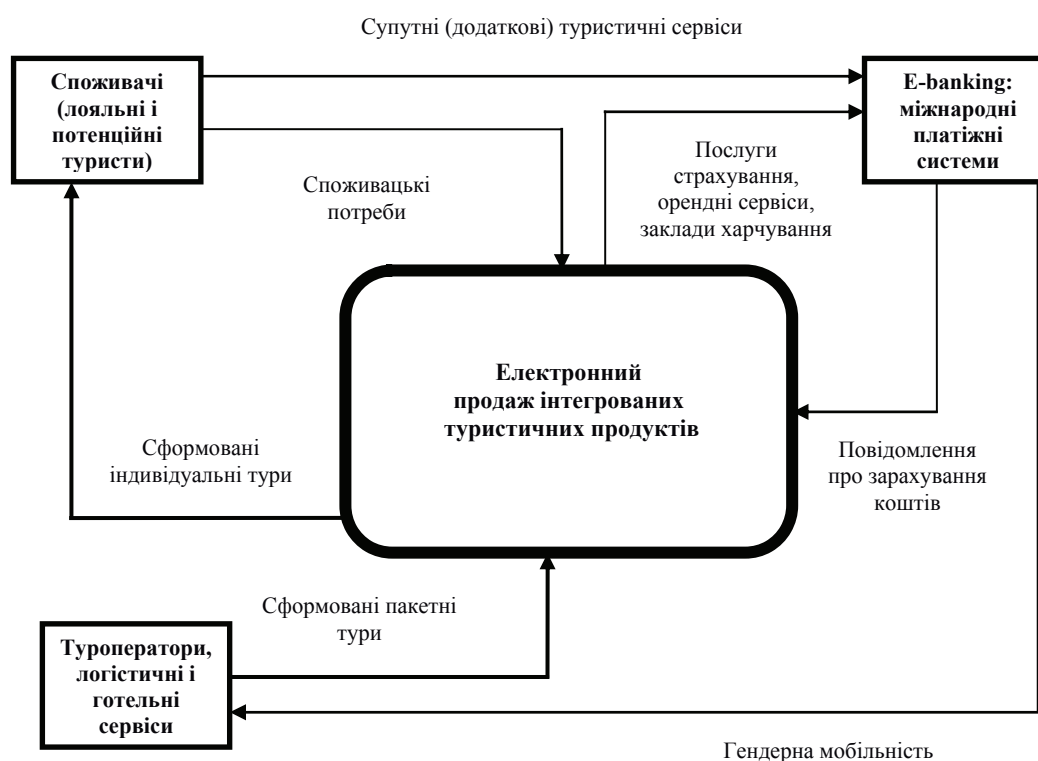 Супутні (додаткові) туристичні сервіси
Споживачі
(лояльні і
потенційні
туристи)
E-banking:
міжнародні
платіжні
системи
Споживацькі
потреби
Послуги
страхування,
орендні сервіси,
заклади харчування
Електронний
продаж інтегрованих
туристичних продуктів
Сформовані
індивідуальні тури
Повідомлення
про зарахування
коштів
Сформовані пакетні
тури
Туроператори,
логістичні і
готельні
сервіси
Гендерна мобільність